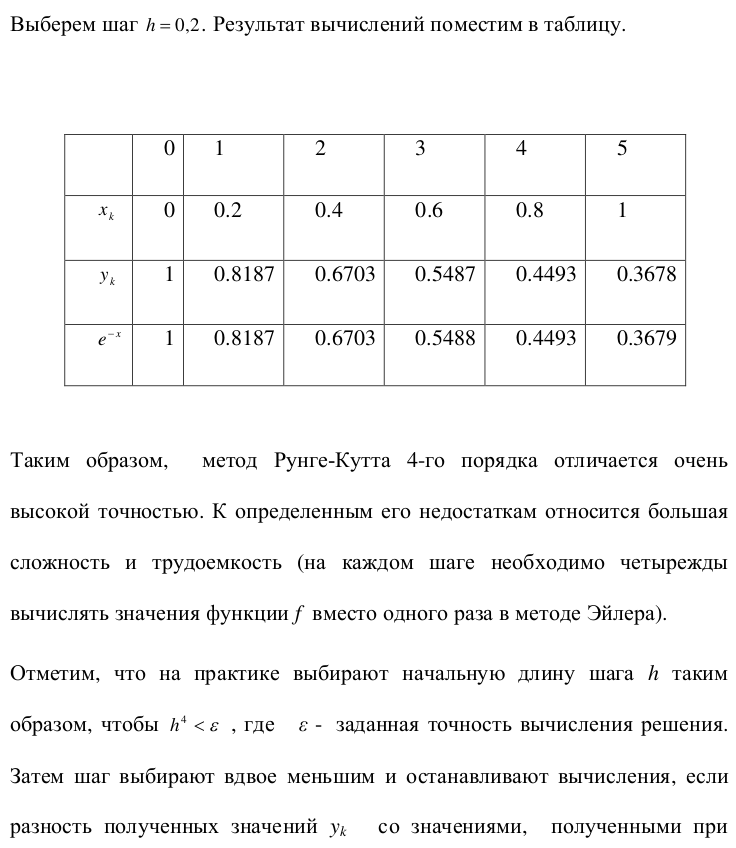 Выберем шаг h = 0,2. Результат вычислений поместим в таблицу.
0 1 2 3 4 5
x_k 0 0.2 0.4 0.6 0.8 1
y_k 1 0.8187 0.6703 0.5487 0.4493 0.3678
e^{-x} 1 0.8187 0.6703 0.5488 0.4493 0.3679
Таким образом, метод Рунге-Кутта 4-го порядка отличается очень
высокой точностью. К определенным его недостаткам относится большая
сложность и трудоемкость (на каждом шаге необходимо четырежды
вычислять значения функции f вместо одного раза в методе Эйлера).
Отметим, что на практике выбирают начальную длину шага h таким
образом, чтобы h⁴ < ε , где ε - заданная точность вычисления решения.
Затем шаг выбирают вдвое меньшим и останавливают вычисления, если
разность полученных значений y_k со значениями, полученными при